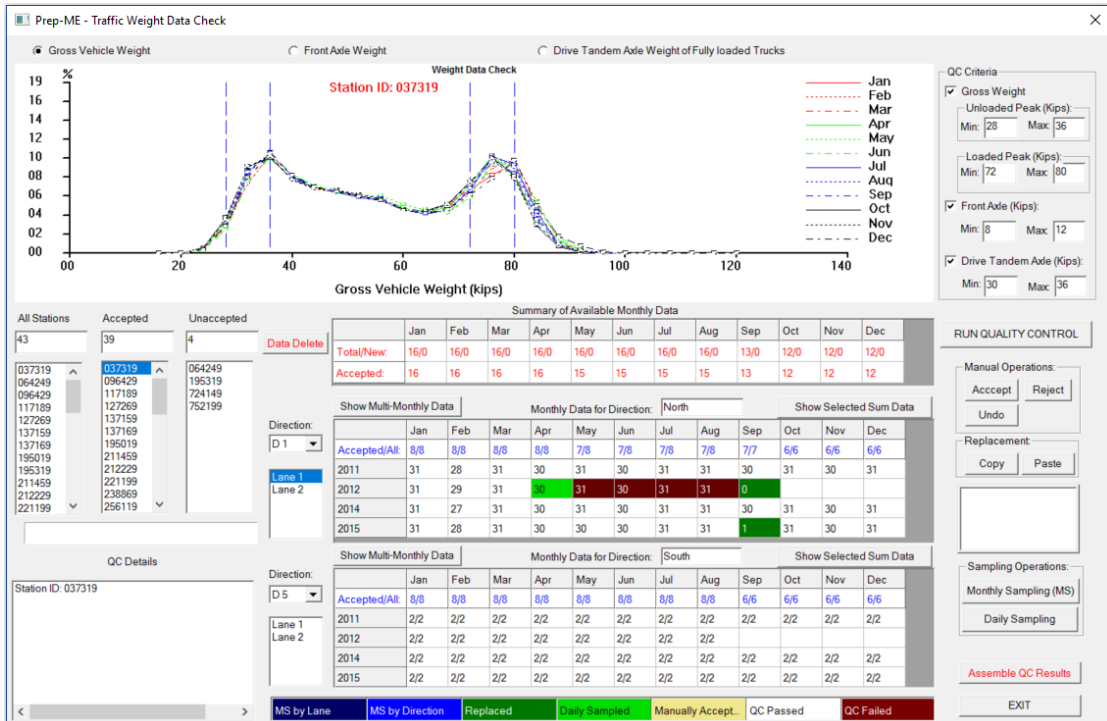 Prep-ME - Traffic Weight Data Check
Gross Vehicle Weight Front Axle Weight Drive Tandem Axle Weight of Fully loaded Trucks
Weight Data Check
Station ID: 037319
%
19
16
14
12
10
08
06
04
02
00
00 20 40 60 80 100 120 140
Gross Vehicle Weight (kips)
Jan
Feb
Mar
Apr
May
Jun
Jul
Aug
Sep
Oct
Nov
Dec
QC Criteria
Gross Weight
Unloaded Peak (Kips):
Min: 28 Max: 36
Loaded Peak (Kips):
Min: 72 Max: 80
Front Axle (Kips):
Min: 8 Max: 12
Drive Tandem Axle (Kips):
Min: 30 Max: 36
All Stations Accepted Unaccepted
43 39 4
037319
064249
096429
117189
127269
137159
137169
195019
195319
211459
212229
221199
037319
096429
117189
127269
137159
137169
195019
211459
212229
221199
238869
256119
064249
195319
724149
752199
Data Delete
Summary of Available Monthly Data
Jan Feb Mar Apr May Jun Jul Aug Sep Oct Nov Dec
Total/New: 16/0 16/0 16/0 16/0 16/0 16/0 16/0 16/0 13/0 12/0 12/0 12/0
Accepted: 16 16 16 16 15 15 15 15 13 12 12 12
Show Multi-Monthly Data Monthly Data for Direction: North Show Selected Sum Data
Direction:
D 1
Lane 1
Lane 2
Jan Feb Mar Apr May Jun Jul Aug Sep Oct Nov Dec
Accepted/All: 8/8 8/8 8/8 8/8 7/8 7/8 7/8 7/8 7/7 6/6 6/6 6/6
2011 31 28 31 30 31 30 31 31 30 31 30 31
2012 31 29 31 30 31 30 31 31 0
2014 31 27 31 30 31 30 31 31 30 31 30 31
2015 31 28 31 30 30 30 31 31 1 31 30 31
Show Multi-Monthly Data Monthly Data for Direction: South Show Selected Sum Data
Direction:
D 5
Lane 1
Lane 2
Jan Feb Mar Apr May Jun Jul Aug Sep Oct Nov Dec
Accepted/All: 8/8 8/8 8/8 8/8 8/8 8/8 8/8 8/8 6/6 6/6 6/6 6/6
2011 2/2 2/2 2/2 2/2 2/2 2/2 2/2 2/2 2/2 2/2 2/2 2/2
2012 2/2 2/2 2/2 2/2 2/2 2/2 2/2 2/2
2014 2/2 2/2 2/2 2/2 2/2 2/2 2/2 2/2 2/2 2/2 2/2 2/2
2015 2/2 2/2 2/2 2/2 2/2 2/2 2/2 2/2 2/2 2/2 2/2 2/2
MS by Lane MS by Direction Replaced Daily Sampled Manually Accept... QC Passed QC Failed
QC Details
Station ID: 037319
RUN QUALITY CONTROL
Manual Operations:
Acccept Reject
Undo
Replacement
Copy Paste
Sampling Operations:
Monthly Sampling (MS)
Daily Sampling
Assemble QC Results
EXIT